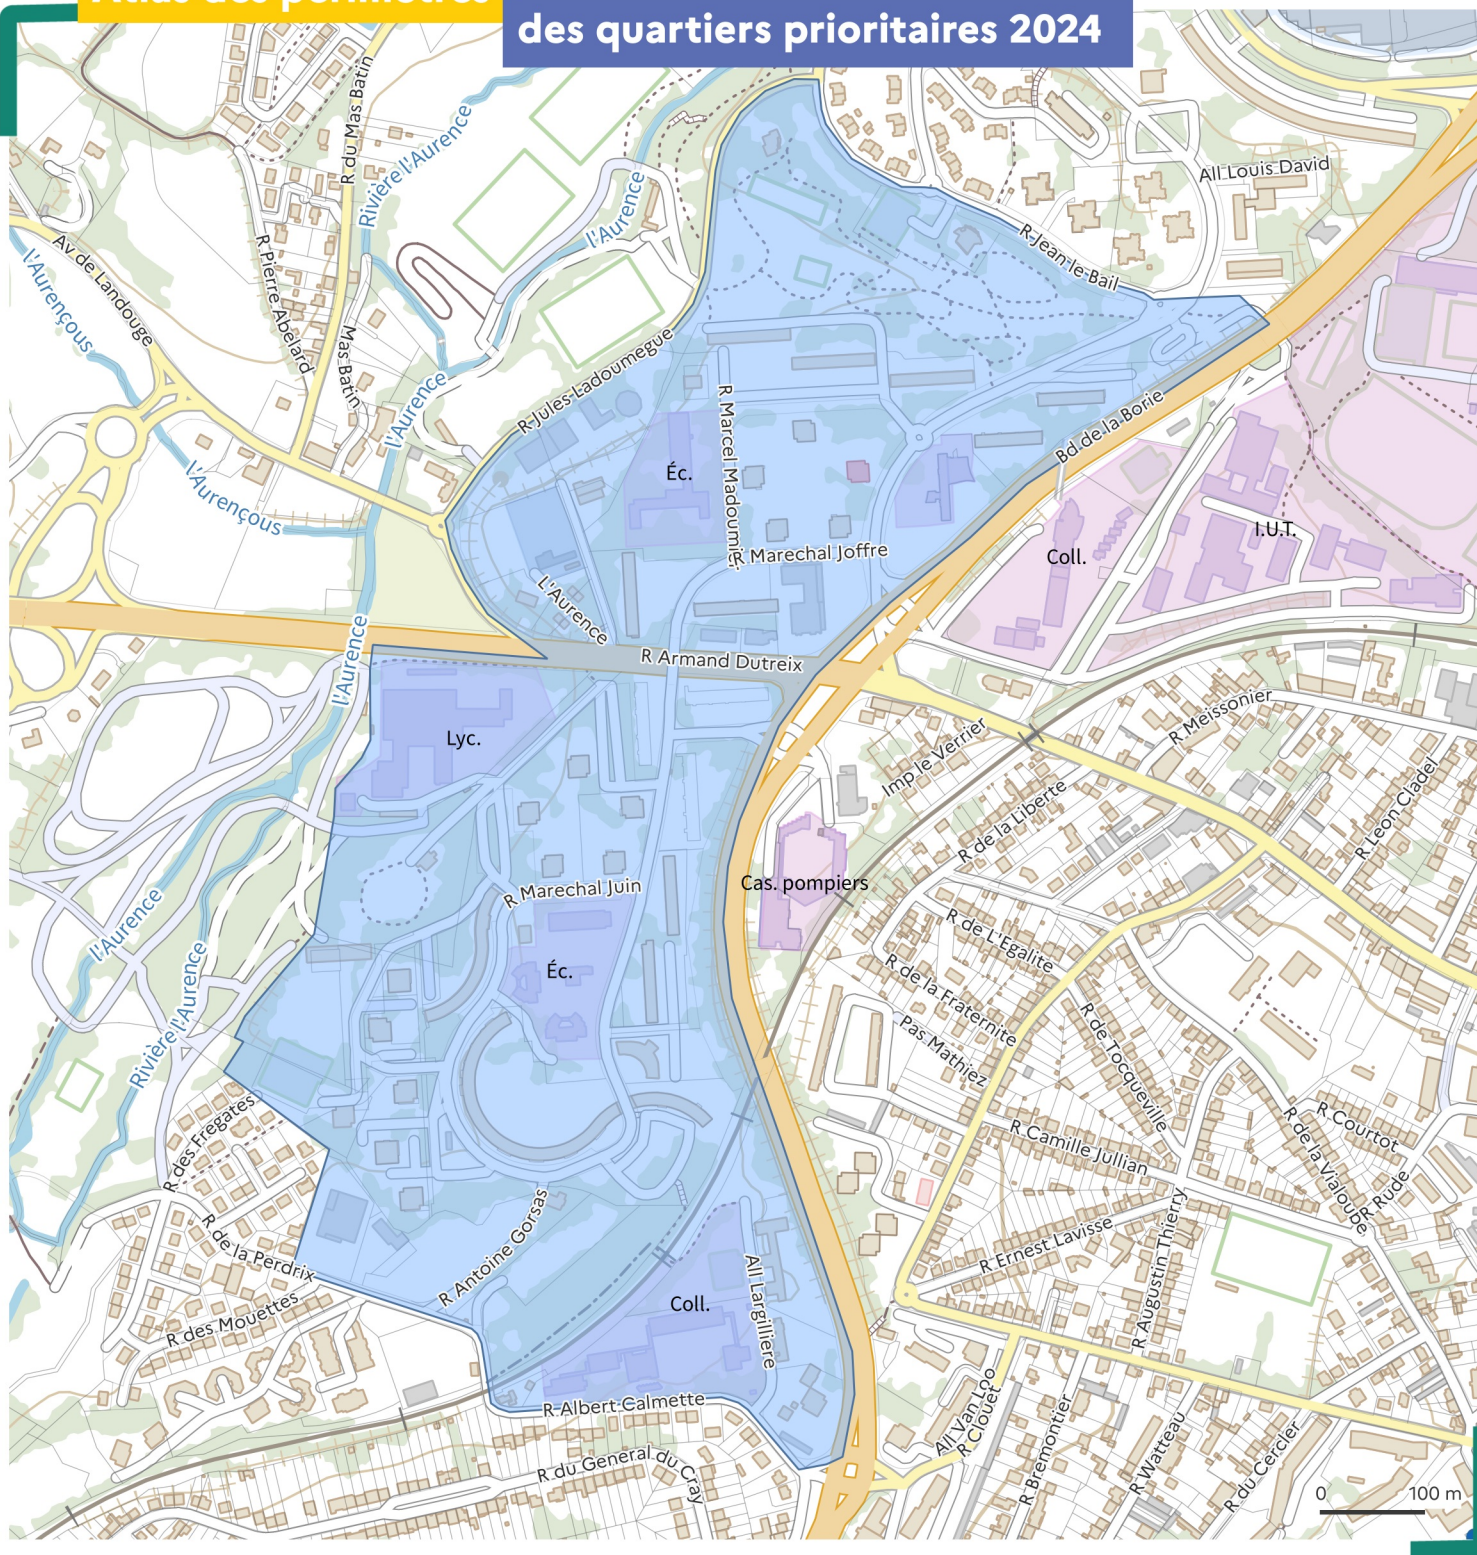 Atlas des périmètres
des quartiers prioritaires 2024
R du Mas Batin
Rivière l'Aurence
l'Aurence
All Louis David
Av de Landouge
l'Aurençous
R Pierre Abelard
Mas Batin
R Jean le Bail
R Jules Ladoumegue
l'Aurence
R Marcel Madoumier
Bd de la Borie
l'Aurençous
Éc.
I.U.T.
Coll.
R Marechal Joffre
L'Aurence
l'Aurence
R Armand Dutreix
Lyc.
R Meissonier
Imp le Verrier
R de la Liberte
R Leon Cladel
Cas. pompiers
R Marechal Juin
l'Aurence
R de L'Egalite
Éc.
R de la Fraternite
Rivière l'Aurence
Pas Mathiez
R de Tocqueville
R des Fregates
R Camille Jullian
R Courtot
R de la Vialoube
R Rude
R de la Perdrix
R Antoine Gorsas
R Ernest Lavisse
R Augustin Thierry
R des Mouettes
Coll.
All Largilliere
R Albert Calmette
All Van Loo
R Clouet
R Bremontier
R Watteau
R du Cercler
R du General du Cray
0 100 m